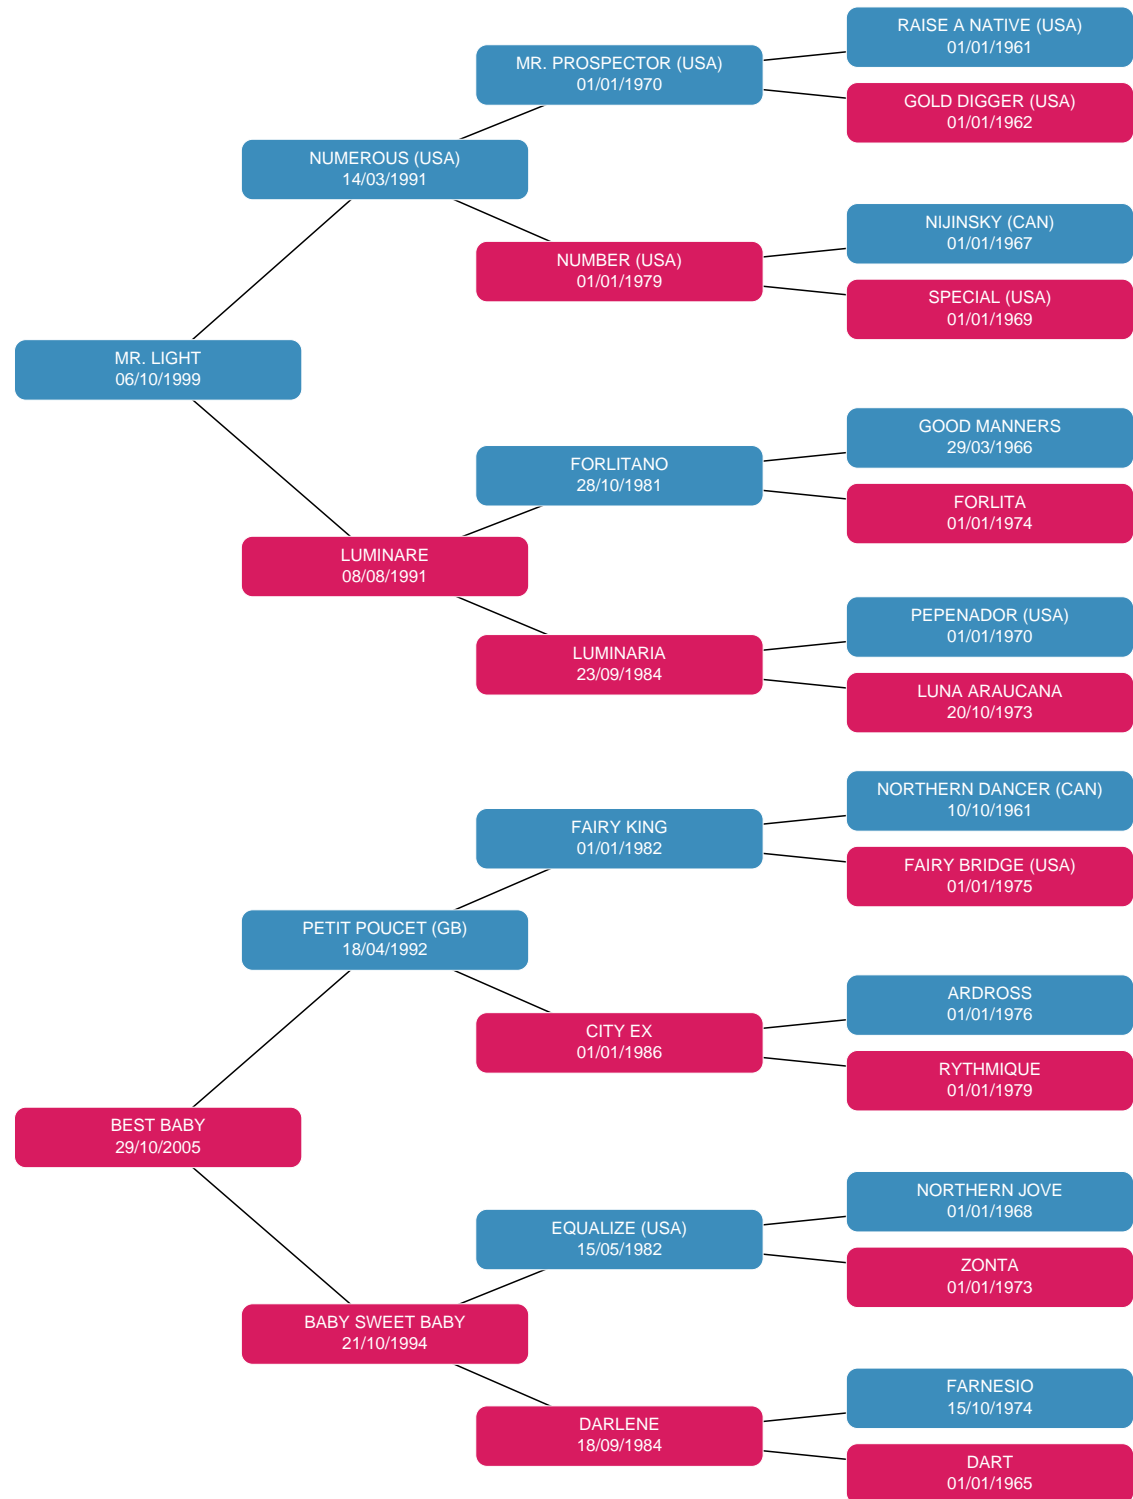 RAISE A NATIVE (USA)
01/01/1961
MR. PROSPECTOR (USA)
01/01/1970
GOLD DIGGER (USA)
01/01/1962
NUMEROUS (USA)
14/03/1991
NIJINSKY (CAN)
01/01/1967
NUMBER (USA)
01/01/1979
SPECIAL (USA)
01/01/1969
MR. LIGHT
06/10/1999
GOOD MANNERS
29/03/1966
FORLITANO
28/10/1981
FORLITA
01/01/1974
LUMINARE
08/08/1991
PEPENADOR (USA)
01/01/1970
LUMINARIA
23/09/1984
LUNA ARAUCANA
20/10/1973
NORTHERN DANCER (CAN)
10/10/1961
FAIRY KING
01/01/1982
FAIRY BRIDGE (USA)
01/01/1975
PETIT POUCET (GB)
18/04/1992
ARDROSS
01/01/1976
CITY EX
01/01/1986
RYTHMIQUE
01/01/1979
BEST BABY
29/10/2005
NORTHERN JOVE
01/01/1968
EQUALIZE (USA)
15/05/1982
ZONTA
01/01/1973
BABY SWEET BABY
21/10/1994
FARNESIO
15/10/1974
DARLENE
18/09/1984
DART
01/01/1965